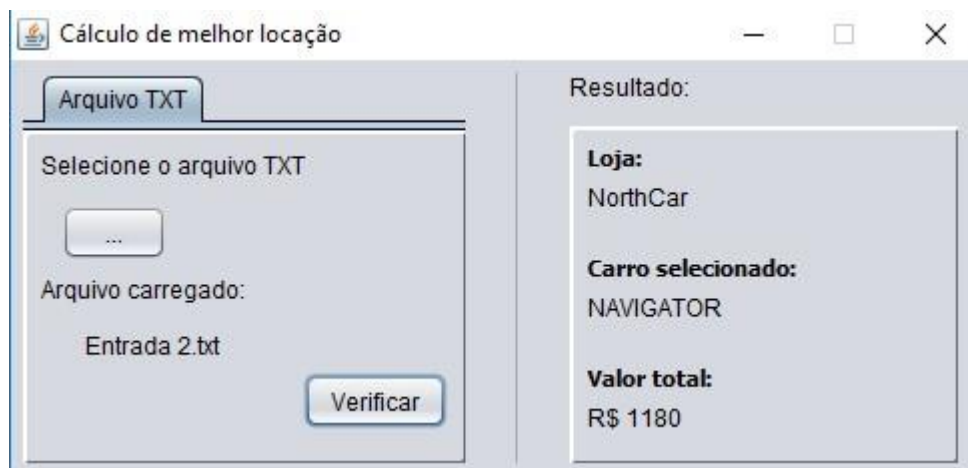 Cálculo de melhor locação
Arquivo TXT
Selecione o arquivo TXT
...
Arquivo carregado:
Entrada 2.txt
Verificar
Resultado:
Loja:
NorthCar
Carro selecionado:
NAVIGATOR
Valor total:
R$ 1180